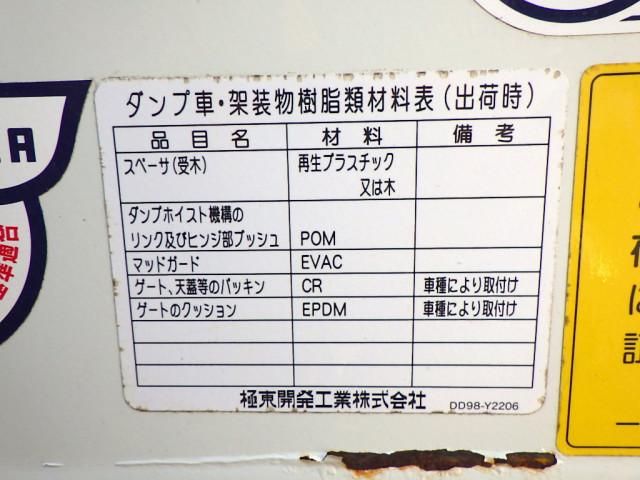 ダンプ車・架装物樹脂類材料表(出荷時)
品目名 材料 備考
スペーサ(受木) 再生プラスチック
又は木
ダンプホイスト機構の
リンク及びヒンジ部ブッシュ POM
マッドガード EVAC
ゲート、天蓋等のパッキン CR 車種により取付け
ゲートのクッション EPDM 車種により取付け
極東開発工業株式会社 DD98-Y2206